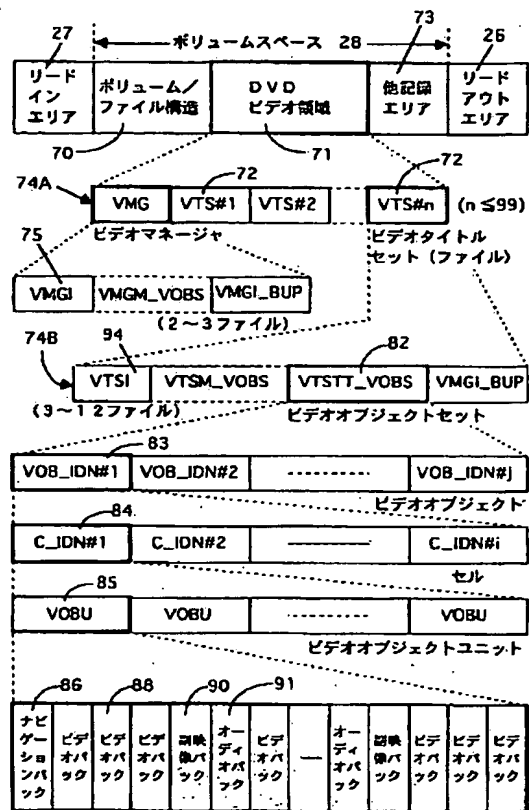 27
ボリュームスペース 28
73
26
リード
イン
エリア
ボリューム／
ファイル構造
DVD
ビデオ領域
他記録
エリア
リード
アウト
エリア
70
71
72
72
74A
VMG
VTS#1
VTS#2
VTS#n
(n≦99)
75
ビデオマネージャ
ビデオタイトル
セット（ファイル）
VMGI
VMGM_VOBS
VMGI_BUP
(2～3ファイル)
74B
94
82
VTSI
VTSM_VOBS
VTSTT_VOBS
VMGI_BUP
(3～12ファイル)
ビデオオブジェクトセット
83
VOB_IDN#1
VOB_IDN#2
VOB_IDN#j
84
ビデオオブジェクト
C_IDN#1
C_IDN#2
C_IDN#i
85
セル
VOBU
VOBU
VOBU
ビデオオブジェクトユニット
86
88
90
91
ナビゲーションパック
ビデオパック
ビデオパック
ビデオパック
副映像パック
オーディオパック
ビデオパック
オーディオパック
副映像パック
ビデオパック
ビデオパック
ビデオパック